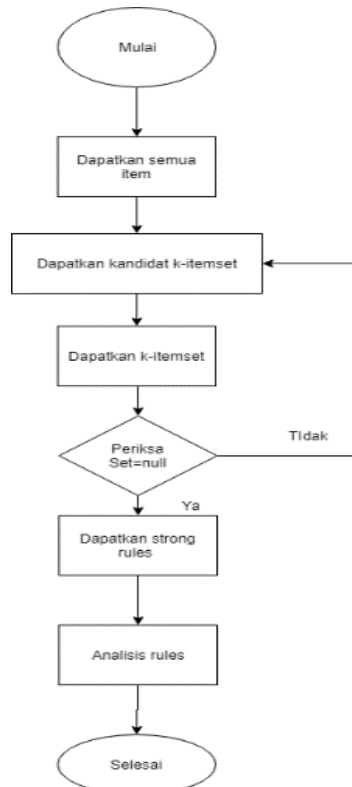 Mulai
Dapatkan semua
item
Dapatkan kandidat k-itemset
Dapatkan k-itemset
Periksa
Set=null
TIdak
Ya
Dapatkan strong
rules
Analisis rules
Selesai